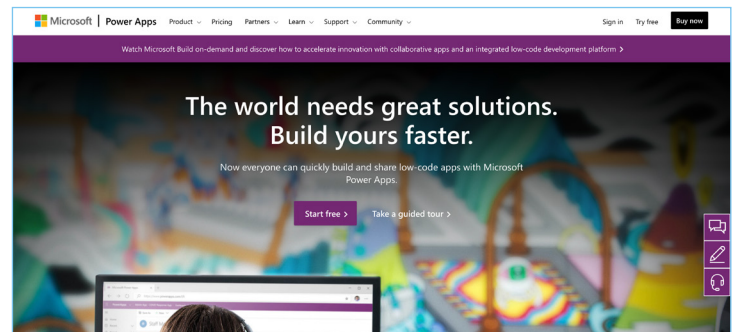 Microsoft | Power Apps Product Pricing Partners Learn Support Community Sign in Try free Buy now
Watch Microsoft Build on-demand and discover how to accelerate innovation with collaborative apps and an integrated low-code development platform >
The world needs great solutions.
Build yours faster.
Now everyone can quickly build and share low-code apps with Microsoft
Power Apps.
Start free > Take a guided tour >